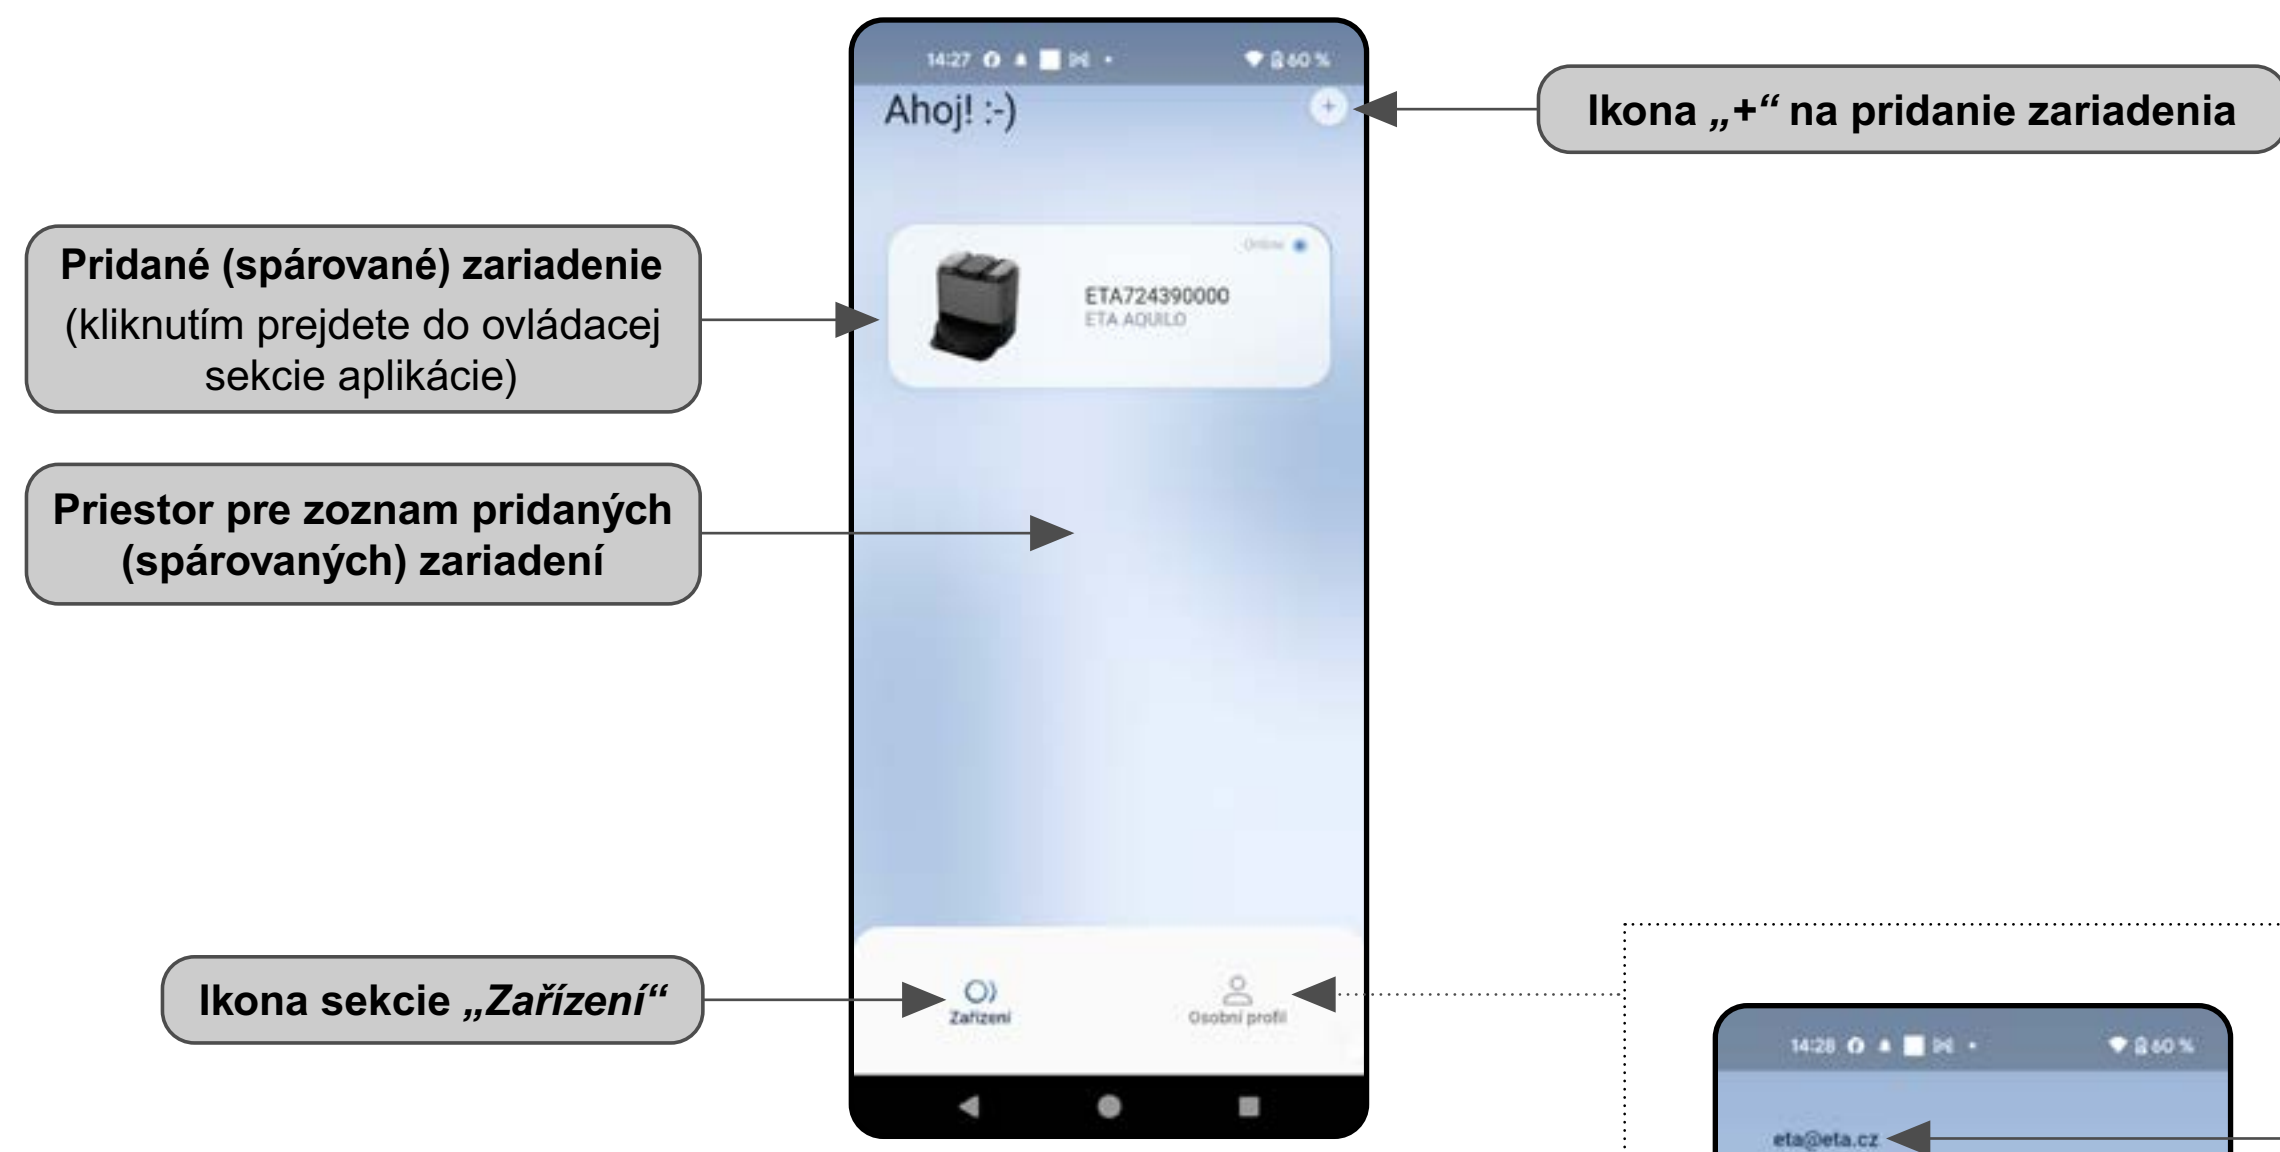 14:27
60 %
Ahoj! :-)
+
Ikona „+“ na pridanie zariadenia
Pridané (spárované) zariadenie
(kliknutím prejdete do ovládacej
sekcie aplikácie)
Online
ETA724390000
ETA AQUILO
Priestor pre zoznam pridaných
(spárovaných) zariadení
Ikona sekcie „Zařízení“
Zařízení
Osobní profil
14:28
60 %
eta@eta.cz